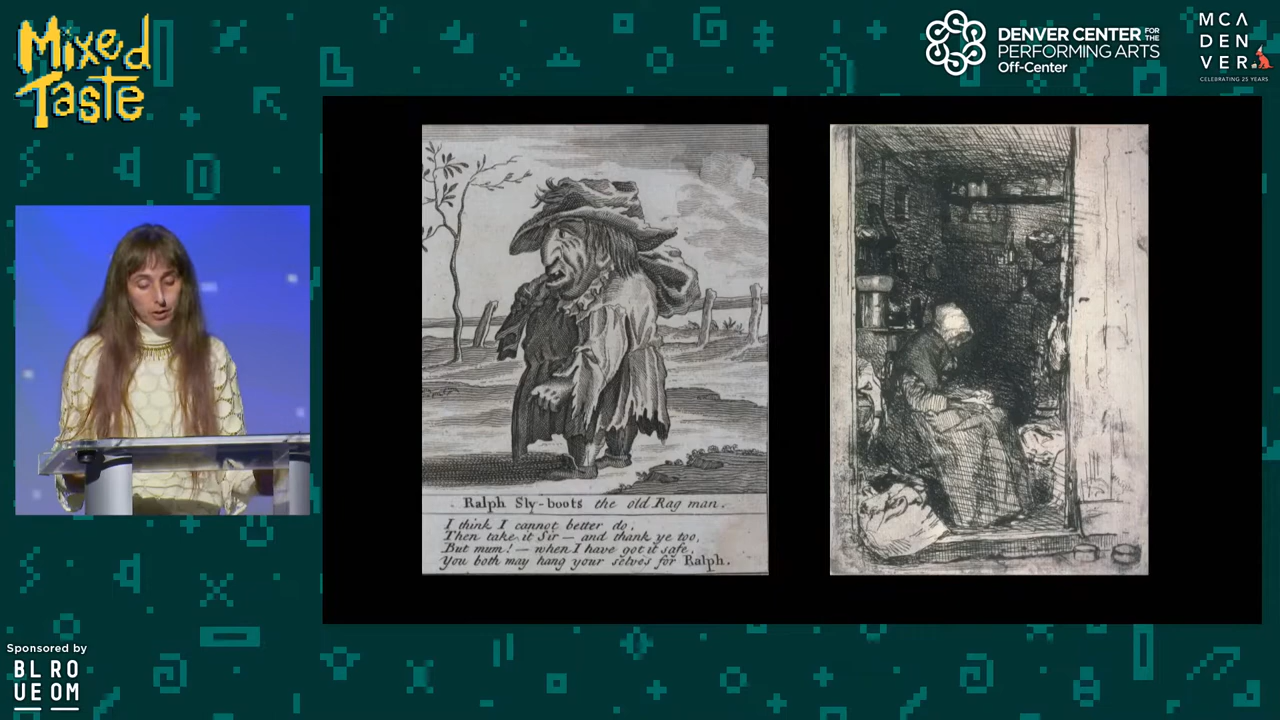 Mixed
Taste
DENVER CENTER FOR THE
PERFORMING ARTS
Off-Center
MCA
DEN
VER
CELEBRATING 25 YEARS
. Ralph Sly-boots the old Rag man.
I think I cannot better do,
Then take it Sir — and thank ye too,
But mum! — when I have got it safe,
You both may hang your selves for Ralph.
Sponsored by
BL RO
UE OM